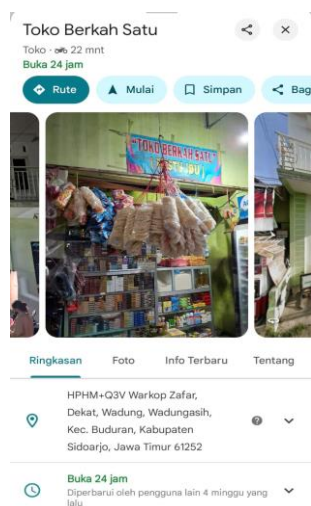 Toko Berkah Satu
Toko · 22 mnt
Buka 24 jam
Rute
Mulai
Simpan
Bag
"TOKO BERKAH SATU"
Ringkasan
Foto
Info Terbaru
Tentang
HPHM+Q3V Warkop Zafar,
Dekat, Wadung, Wadungasih,
Kec. Buduran, Kabupaten
Sidoarjo, Jawa Timur 61252
Buka 24 jam
Diperbarui oleh pengguna lain 4 minggu yang
lalu